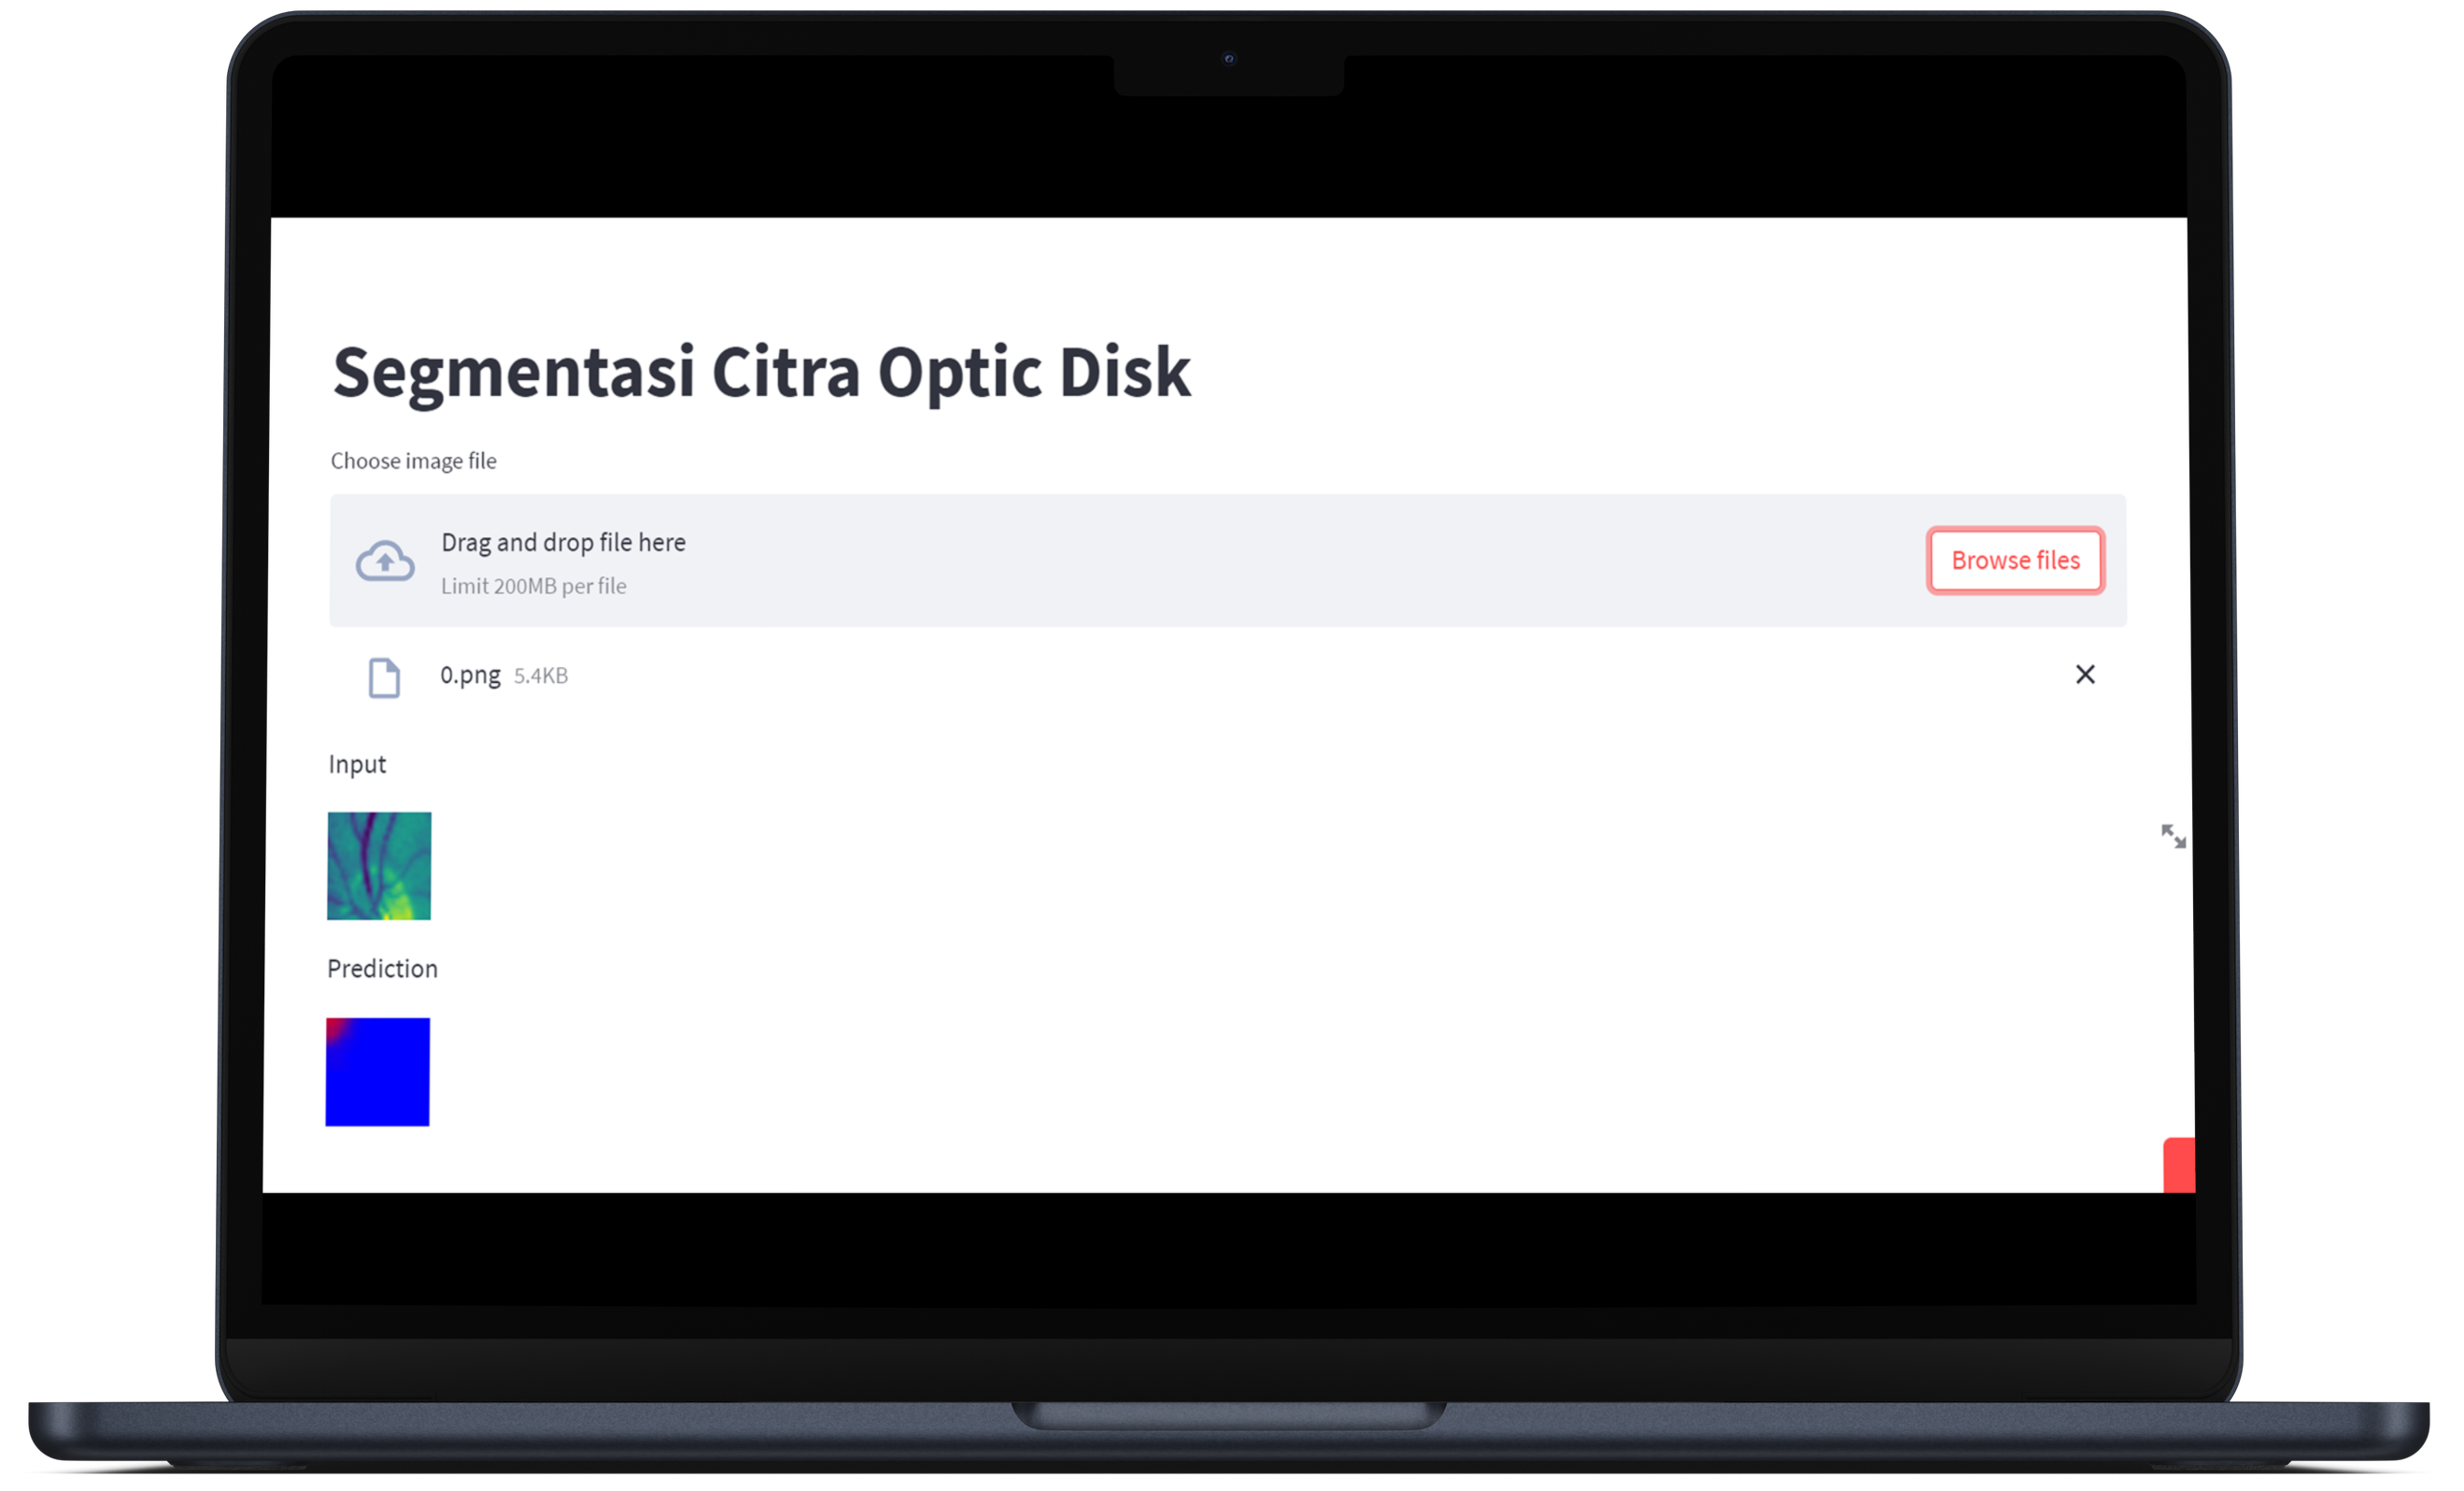 Segmentasi Citra Optic Disk
Choose image file
Drag and drop file here
Limit 200MB per file
Browse files
0.png 5.4KB
Input
Prediction